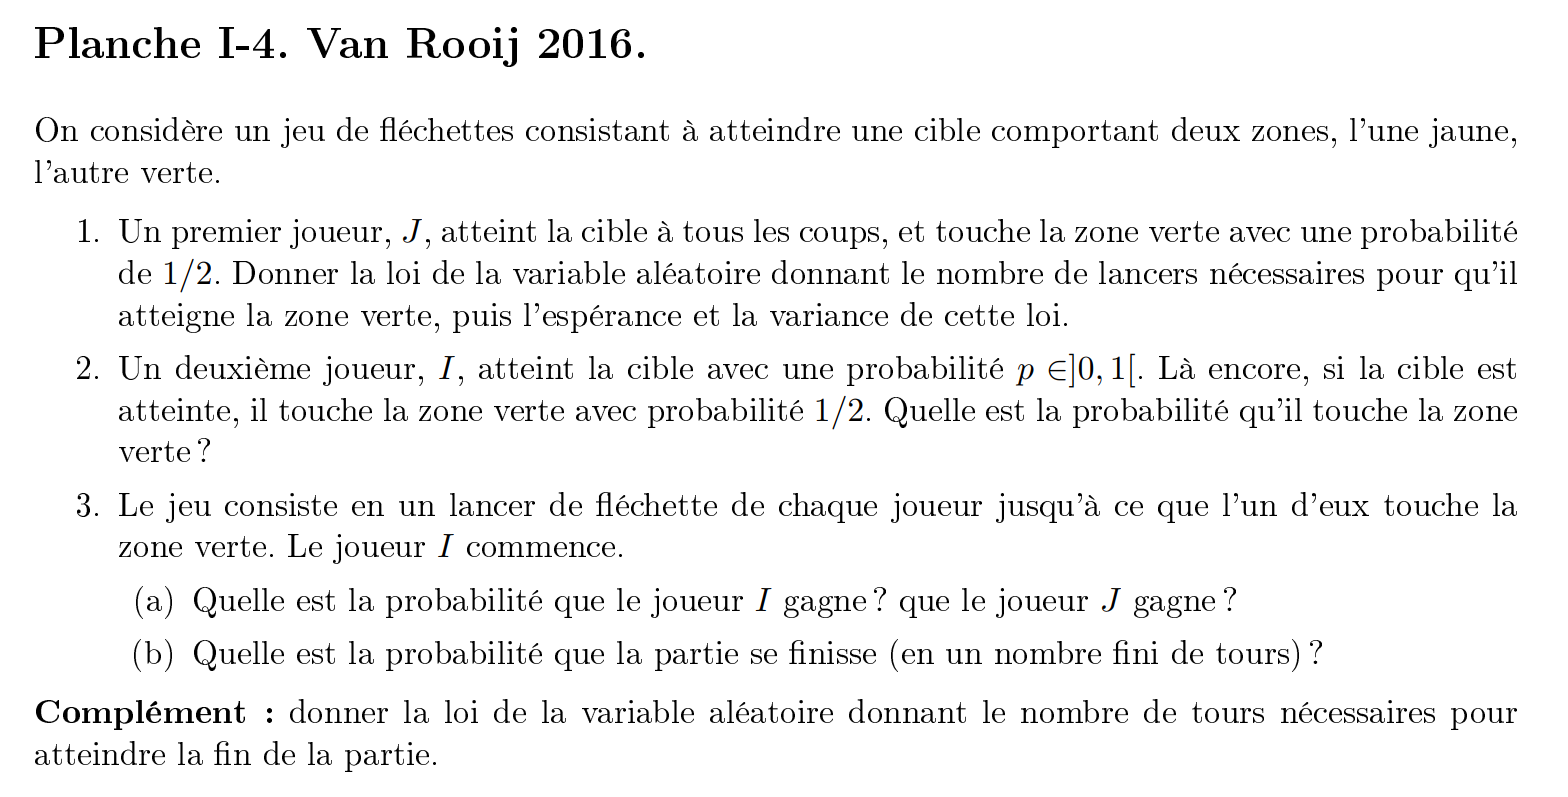 Planche I-4. Van Rooij 2016.
On considère un jeu de fléchettes consistant à atteindre une cible comportant deux zones, l'une jaune,
l'autre verte.
1. Un premier joueur, J, atteint la cible à tous les coups, et touche la zone verte avec une probabilité
de 1/2. Donner la loi de la variable aléatoire donnant le nombre de lancers nécessaires pour qu'il
atteigne la zone verte, puis l'espérance et la variance de cette loi.
2. Un deuxième joueur, I, atteint la cible avec une probabilité p ∈]0, 1[. Là encore, si la cible est
atteinte, il touche la zone verte avec probabilité 1/2. Quelle est la probabilité qu'il touche la zone
verte ?
3. Le jeu consiste en un lancer de fléchette de chaque joueur jusqu'à ce que l'un d'eux touche la
zone verte. Le joueur I commence.
(a) Quelle est la probabilité que le joueur I gagne ? que le joueur J gagne ?
(b) Quelle est la probabilité que la partie se finisse (en un nombre fini de tours) ?
Complément : donner la loi de la variable aléatoire donnant le nombre de tours nécessaires pour
atteindre la fin de la partie.